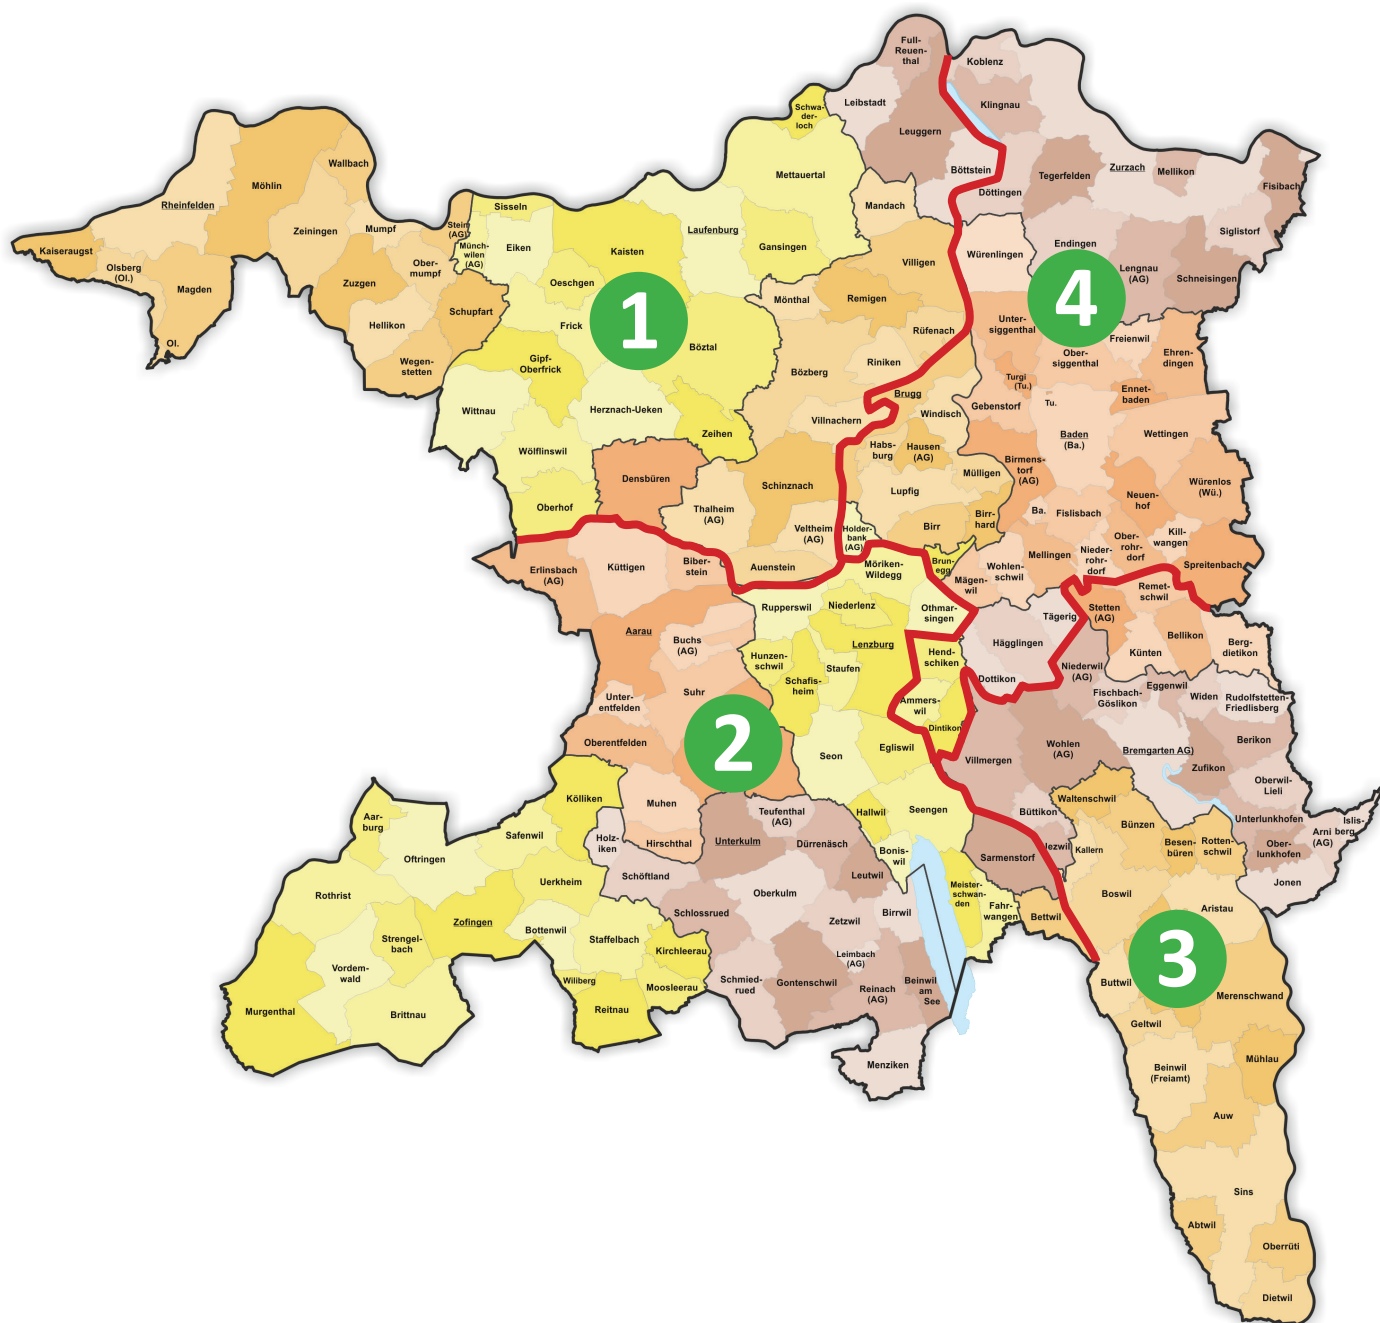 Full-
Reuen-
thal
Koblenz
Leibstadt
Klingnau
Schwa-
der-
loch
Leuggern
Wallbach
Möhlin
Mettauertal
Böttstein
Tegerfelden
Zurzach
Mellikon
Fisibach
Rheinfelden
Döttingen
Mandach
Sisseln
Stein
(AG)
Mumpf
Zeiningen
Laufenburg
Siglistorf
Endingen
Kaiseraugst
Eiken
Kaisten
Gansingen
Münch-
wilen
(AG)
Würenlingen
Olsberg
(Ol.)
Ober-
mumpf
Villigen
Lengnau
(AG)
Schneisingen
Zuzgen
Oeschgen
Magden
Mönthal
Remigen
4
1
Schupfart
Hellikon
Frick
Unter-
siggenthal
Rüfenach
Freienwil
Ol.
Böztal
Ober-
siggenthal
Ehren-
dingen
Gipf-
Oberfrick
Riniken
Wegen-
stetten
Bözberg
Turgi
(Tu.)
Ennet-
baden
Brugg
Wittnau
Herznach-Ueken
Gebenstorf
Tu.
Windisch
Villnachern
Zeihen
Baden
(Ba.)
Wettingen
Habs-
burg
Hausen
(AG)
Wölflinswil
Birmens-
torf
(AG)
Mülligen
Densbüren
Schinznach
Lupfig
Neuen-
hof
Würenlos
(Wü.)
Oberhof
Thalheim
(AG)
Ba.
Fislisbach
Birr-
hard
Birr
Veltheim
(AG)
Holder-
bank
(AG)
Kill-
wangen
Ober-
rohr-
dorf
Nieder-
rohr-
dorf
Mellingen
Erlinsbach
(AG)
Küttigen
Biber-
stein
Auenstein
Möriken-
Wildegg
Brun-
egg
Wohlen-
schwil
Spreitenbach
Mägen-
wil
Remet-
schwil
Rupperswil
Niederlenz
Othmar-
singen
Stetten
(AG)
Tägerig
Aarau
Buchs
(AG)
Lenzburg
Hägglingen
Bellikon
Berg-
dietikon
Hunzen-
schwil
Staufen
Hend-
schiken
Künten
Niederwil
(AG)
Schafis-
heim
Dottikon
Suhr
Eggenwil
Fischbach-
Göslikon
Widen
Rudolfstetten-
Friedlisberg
Unter-
entfelden
Ammers-
wil
Dintikon
Oberentfelden
2
Egliswil
Wohlen
(AG)
Bremgarten AG)
Berikon
Seon
Villmergen
Zufikon
Oberwil-
Lieli
Kölliken
Muhen
Teufenthal
(AG)
Hallwil
Seengen
Büttikon
Waltenschwil
Unterlunkhofen
Islis-
berg
Arni
(AG)
Aar-
burg
Safenwil
Holz-
iken
Hirschthal
Unterkulm
Dürrenäsch
Bünzen
Besen-
büren
Rotten-
schwil
Ober-
lunkhofen
Oftringen
Bonis-
wil
Sarmenstorf
Kallern
Rothrist
Uerkheim
Schöftland
Leutwil
Jonen
Oberkulm
Meister-
schwan-
den
Boswil
Fahr-
wangen
Bettwil
Aristau
Schlossrued
Birrwil
Zofingen
Zetzwil
Bottenwil
Staffelbach
Strengel-
bach
Kirchleerau
Leimbach
(AG)
3
Vordem-
wald
Wiliberg
Moosleerau
Schmied-
rued
Gontenschwil
Reinach
(AG)
Beinwil
am
See
Buttwil
Merenschwand
Murgenthal
Brittnau
Reitnau
Geltwil
Menziken
Beinwil
(Freiamt)
Mühlau
Auw
Sins
Abtwil
Oberrüti
Dietwil